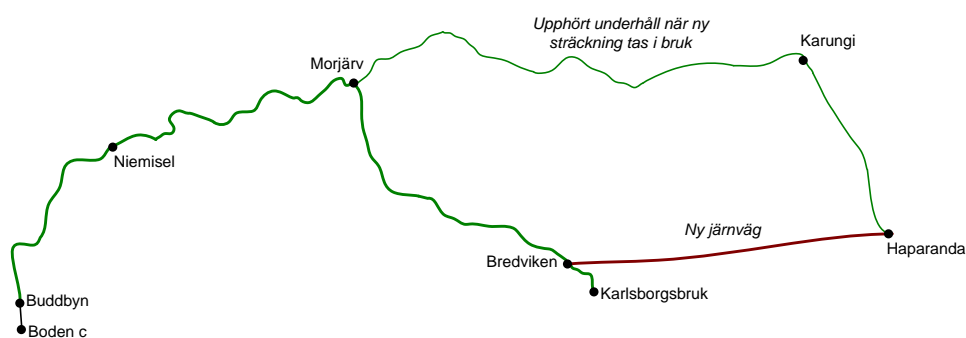 Upphört underhåll när ny
sträckning tas i bruk
Karungi
Morjärv
Niemisel
Ny järnväg
Haparanda
Bredviken
Karlsborgsbruk
Buddbyn
Boden c